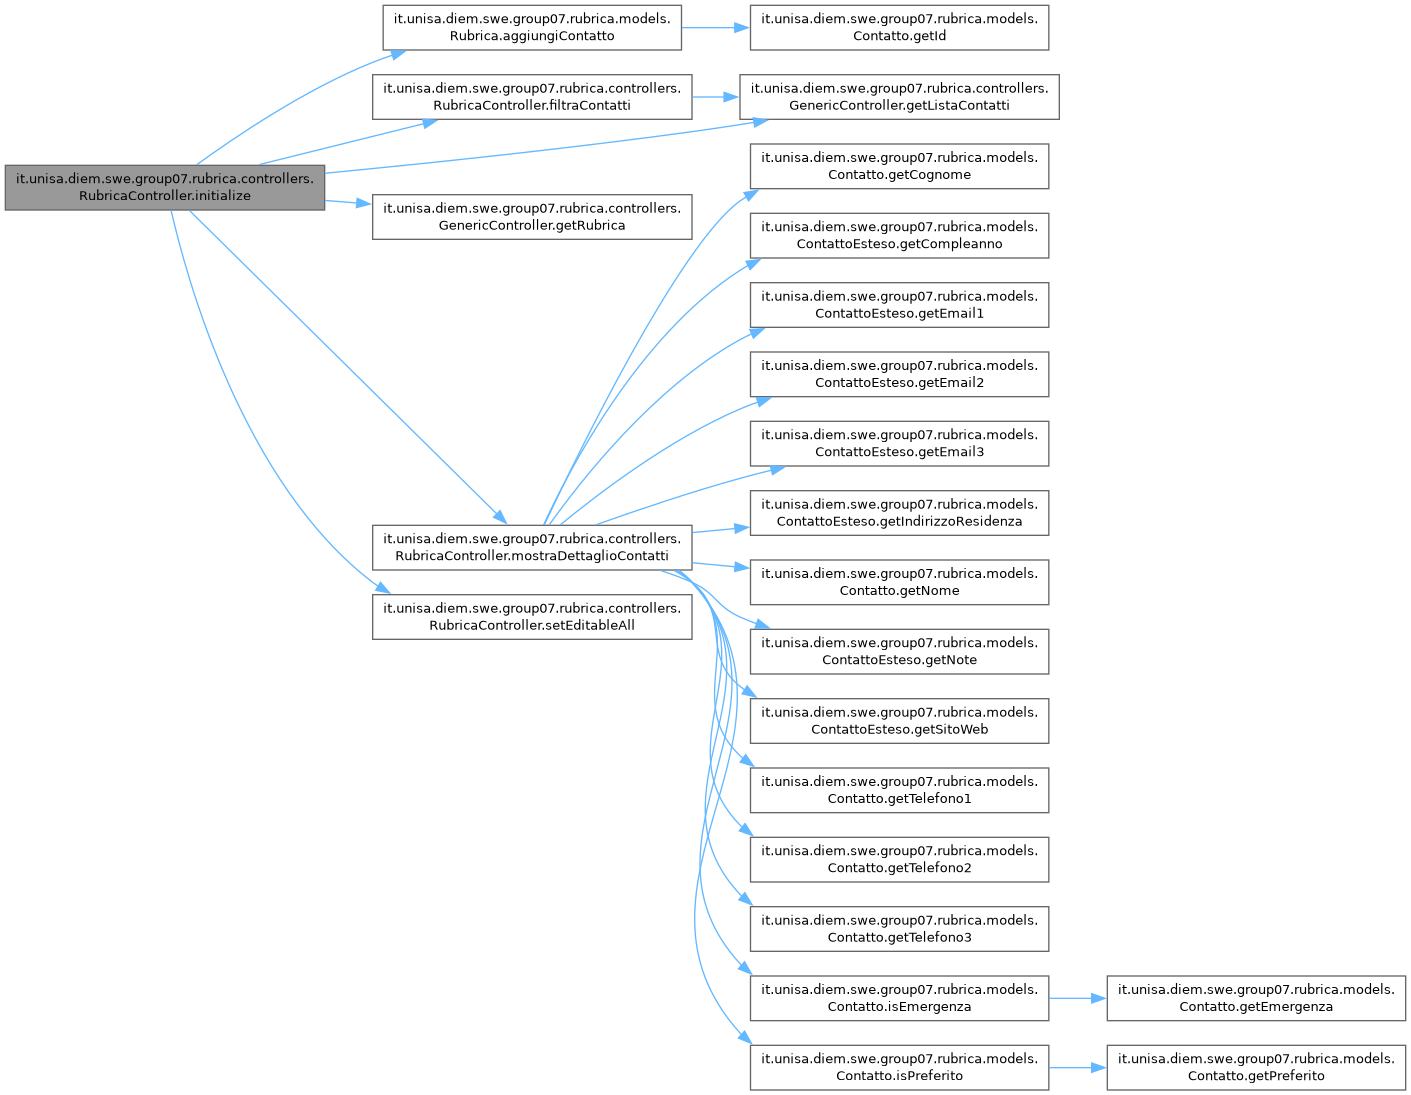 it.unisa.diem.swe.group07.rubrica.models.
Rubrica.aggiungiContatto
it.unisa.diem.swe.group07.rubrica.models.
Contatto.getId
it.unisa.diem.swe.group07.rubrica.controllers.
RubricaController.filtraContatti
it.unisa.diem.swe.group07.rubrica.controllers.
GenericController.getListaContatti
it.unisa.diem.swe.group07.rubrica.controllers.
RubricaController.initialize
it.unisa.diem.swe.group07.rubrica.models.
Contatto.getCognome
it.unisa.diem.swe.group07.rubrica.controllers.
GenericController.getRubrica
it.unisa.diem.swe.group07.rubrica.models.
ContattoEsteso.getCompleanno
it.unisa.diem.swe.group07.rubrica.models.
ContattoEsteso.getEmail1
it.unisa.diem.swe.group07.rubrica.models.
ContattoEsteso.getEmail2
it.unisa.diem.swe.group07.rubrica.models.
ContattoEsteso.getEmail3
it.unisa.diem.swe.group07.rubrica.models.
ContattoEsteso.getIndirizzoResidenza
it.unisa.diem.swe.group07.rubrica.controllers.
RubricaController.mostraDettaglioContatti
it.unisa.diem.swe.group07.rubrica.models.
Contatto.getNome
it.unisa.diem.swe.group07.rubrica.controllers.
RubricaController.setEditableAll
it.unisa.diem.swe.group07.rubrica.models.
ContattoEsteso.getNote
it.unisa.diem.swe.group07.rubrica.models.
ContattoEsteso.getSitoWeb
it.unisa.diem.swe.group07.rubrica.models.
Contatto.getTelefono1
it.unisa.diem.swe.group07.rubrica.models.
Contatto.getTelefono2
it.unisa.diem.swe.group07.rubrica.models.
Contatto.getTelefono3
it.unisa.diem.swe.group07.rubrica.models.
Contatto.isEmergenza
it.unisa.diem.swe.group07.rubrica.models.
Contatto.getEmergenza
it.unisa.diem.swe.group07.rubrica.models.
Contatto.isPreferito
it.unisa.diem.swe.group07.rubrica.models.
Contatto.getPreferito